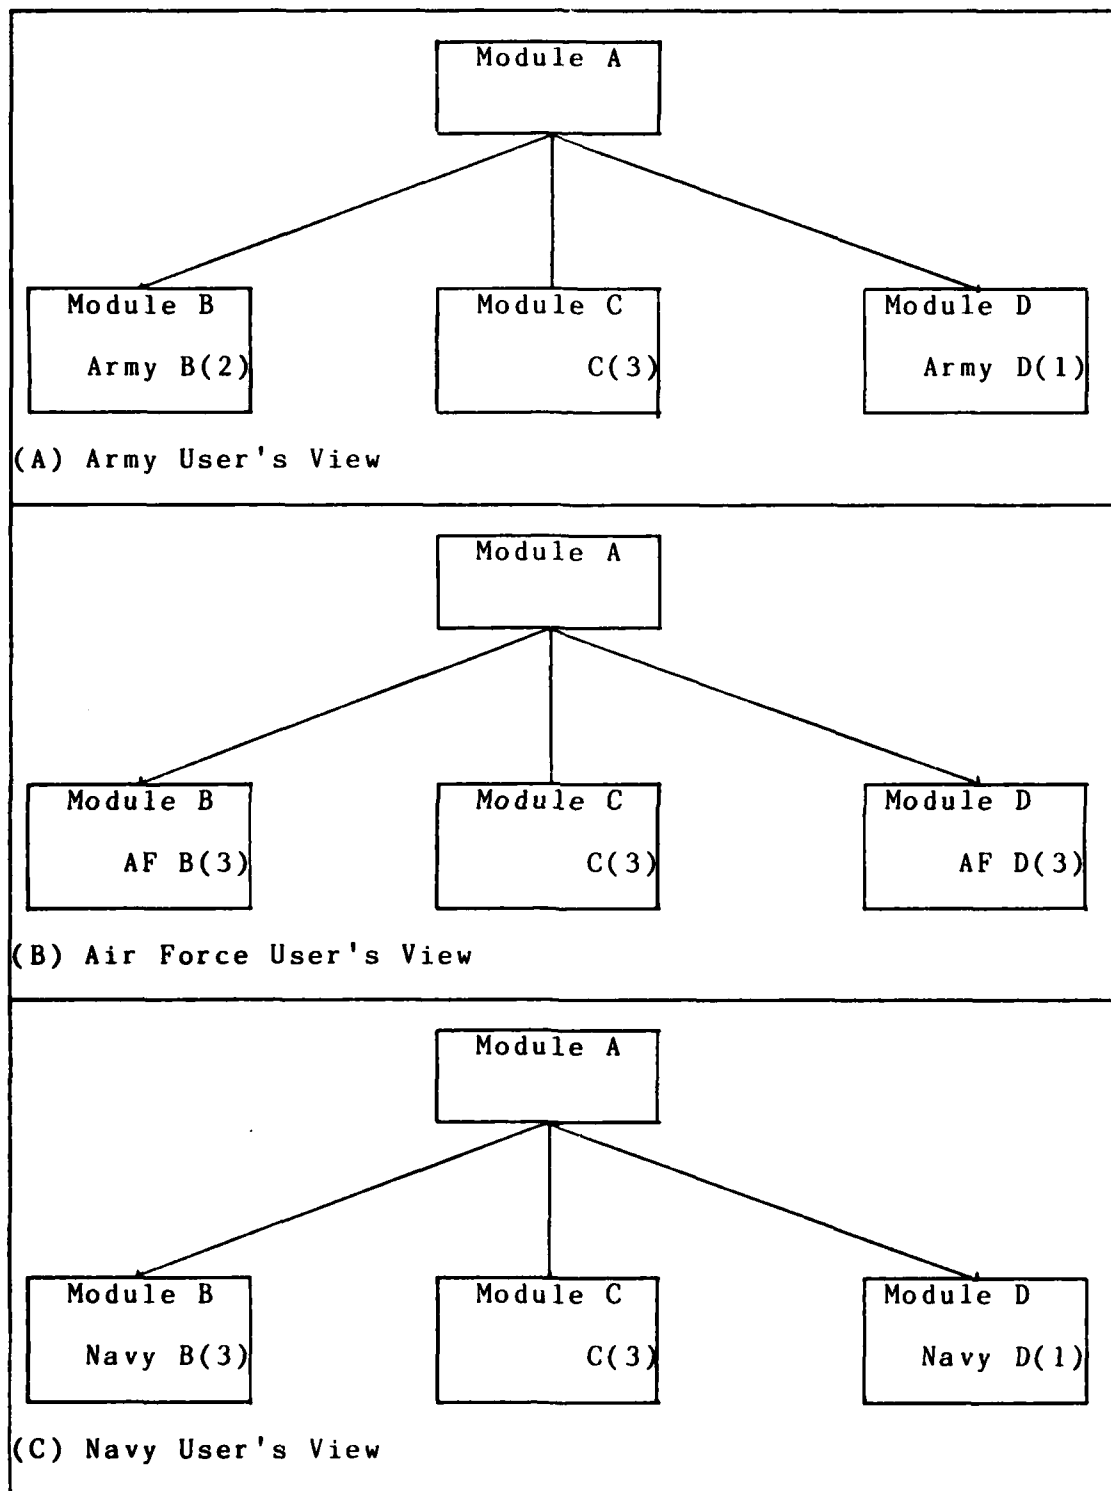 Module A
Module B Module C Module D
Army B(2) C(3) Army D(1)
(A) Army User's View
Module A
Module B Module C Module D
AF B(3) C(3) AF D(3)
(B) Air Force User's View
Module A
Module B Module C Module D
Navy B(3) C(3) Navy D(1)
(C) Navy User's View